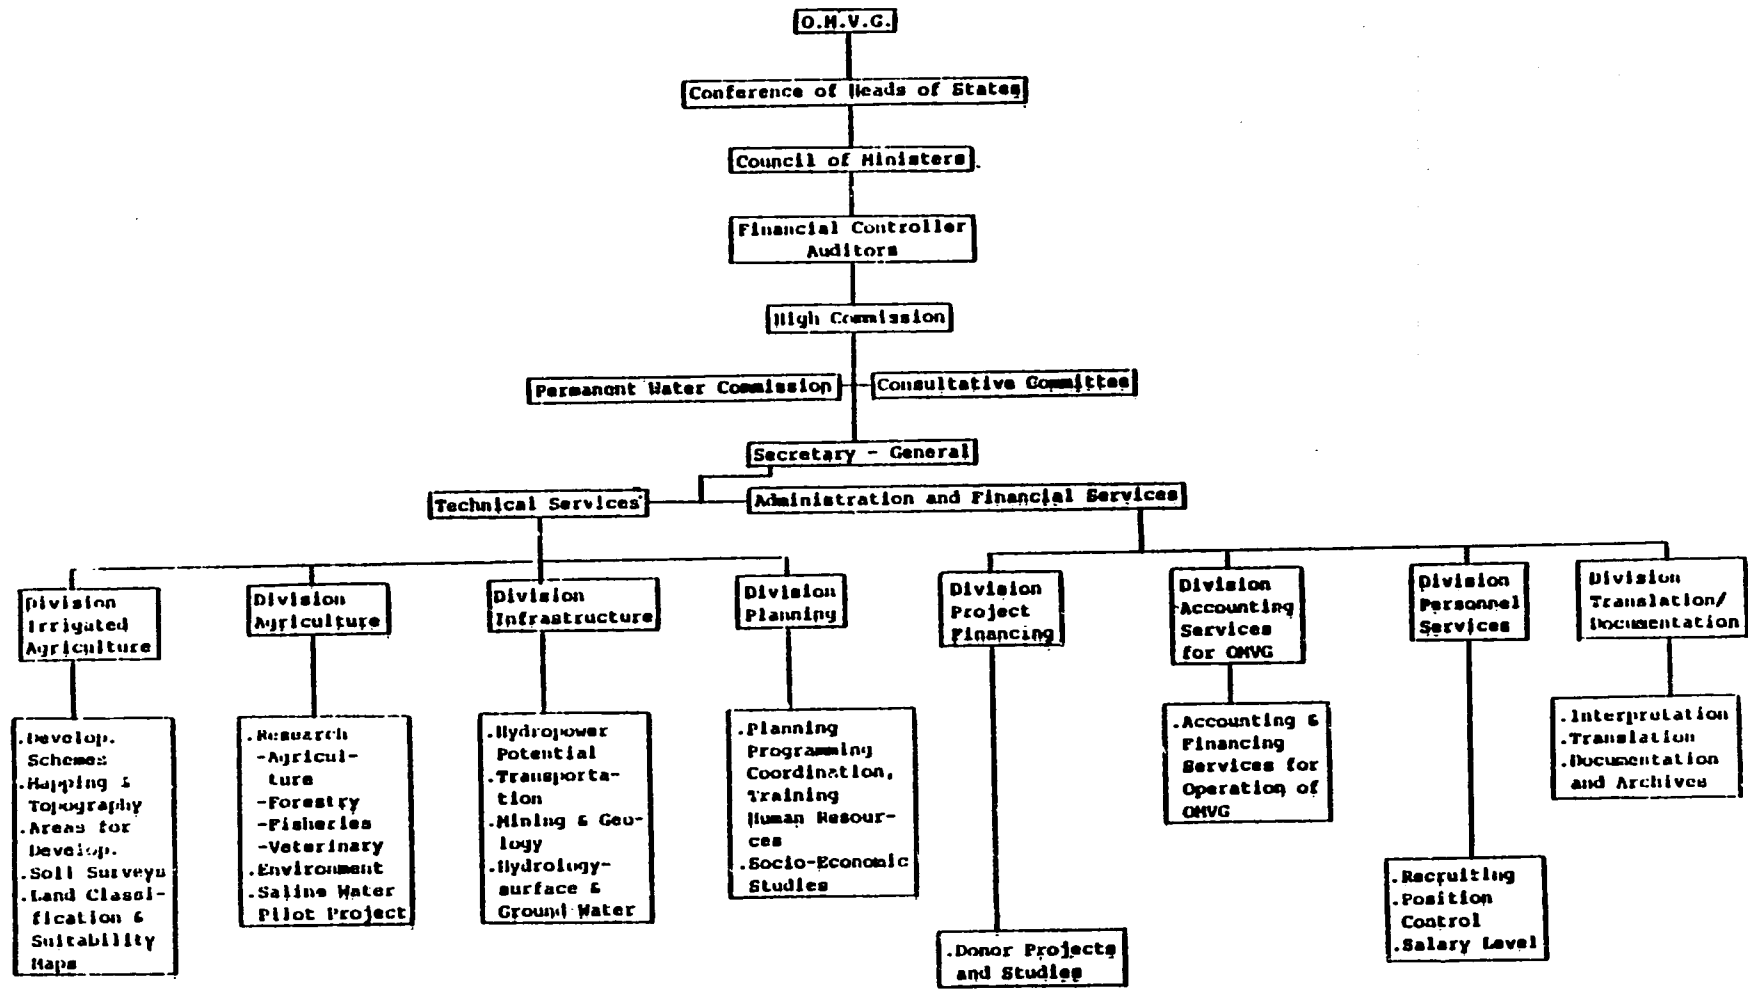 O.M.V.G.
Conference of Heads of States
Council of Ministers
Financial Controller
Auditors
High Commission
Permanent Water Commission
Consultative Committee
Secretary - General
Technical Services
Administration and Financial Services
Division
Irrigated
Agriculture
Division
Agriculture
Division
Infrastructure
Division
Planning
Division
Project
Financing
Division
Accounting
Services
for OMVG
Division
Personnel
Services
Division
Translation/
Documentation
.Develop.
Schemes
.Mapping &
Topography
.Areas for
Develop.
.Soil Surveys
.Land Classi-
fication &
Suitability
Maps
.Research
-Agricul-
ture
-Forestry
-Fisheries
-Veterinary
.Environment
.Saline Water
Pilot Project
.Hydropower
Potential
.Transporta-
tion
.Mining & Geo-
logy
.Hydrology-
surface &
Ground Water
.Planning
Programming
Coordination,
Training
Human Resour-
ces
.Socio-Economic
Studies
.Donor Projects
and Studies
.Accounting &
Financing
Services for
Operation of
OMVG
.Recruiting
.Position
Control
.Salary Level
.Interpretation
.Translation
.Documentation
and Archives